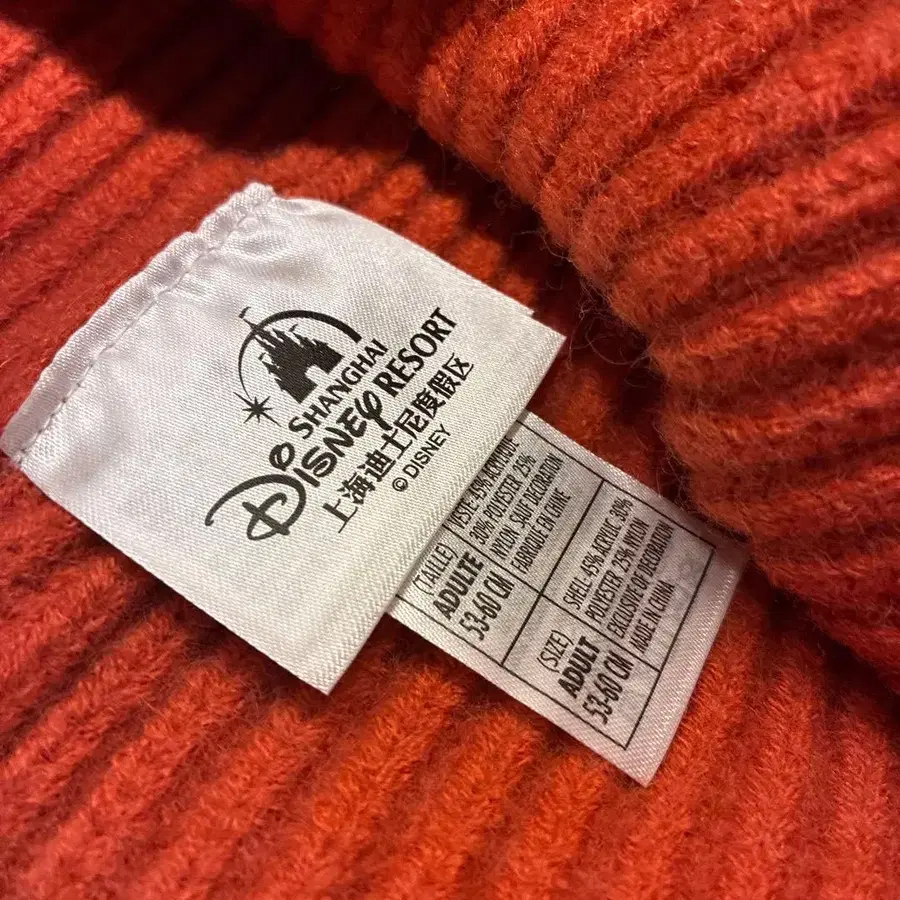 SHANGHAI
DISNEY RESORT
上海迪士尼度假区
© DISNEY
(TAILLE)
ADULTE
53-60 CM
VESTE: 45% ACRYLIQUE
30% POLYESTER 25%
NYLON, SAUF DECORATION
FABRIQUE EN CHINE
(SIZE)
ADULT
53-60 CM
SHELL: 45% ACRYLIC 30%
POLYESTER 25% NYLON
EXCLUSIVE OF DECORATION
MADE IN CHINA